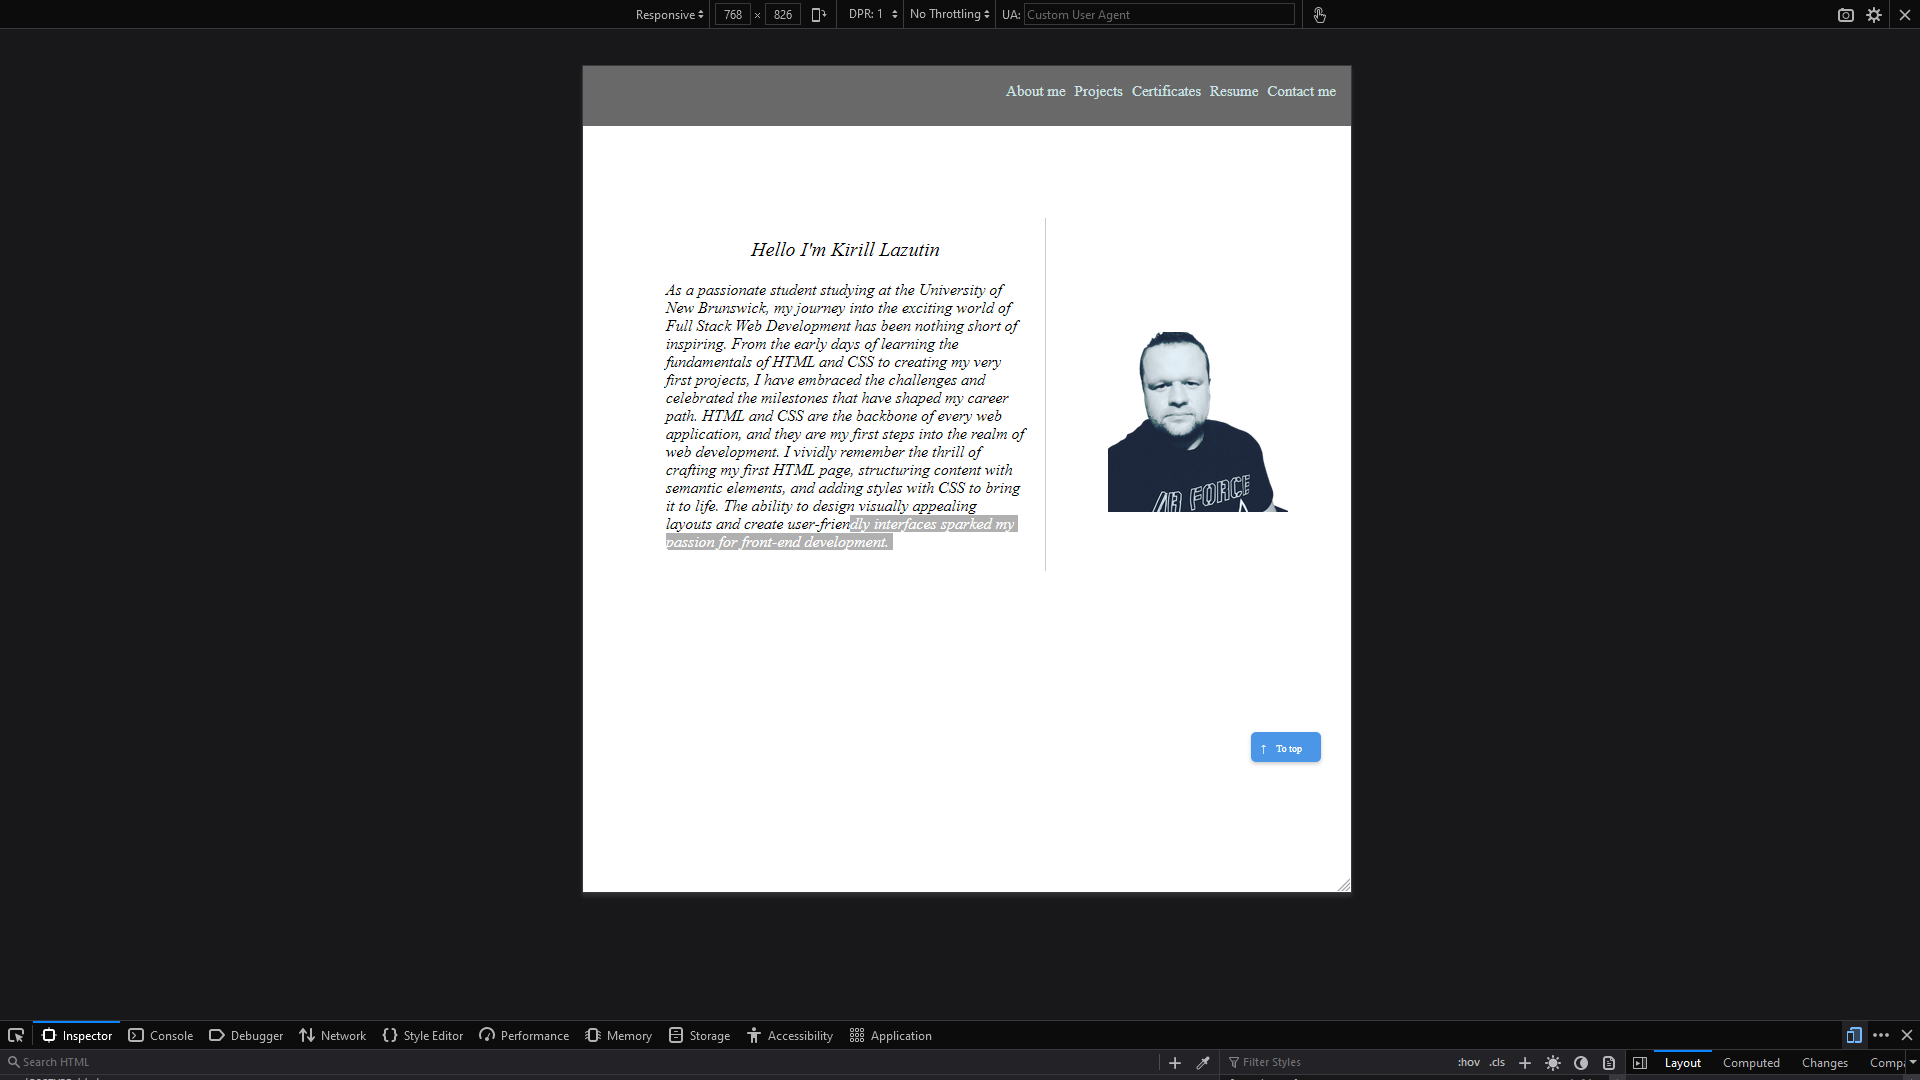 Responsive 768 × 826 DPR: 1 No Throttling UA: Custom User Agent
About me Projects Certificates Resume Contact me
Hello I'm Kirill Lazutin
As a passionate student studying at the University of
New Brunswick, my journey into the exciting world of
Full Stack Web Development has been nothing short of
inspiring. From the early days of learning the
fundamentals of HTML and CSS to creating my very
first projects, I have embraced the challenges and
celebrated the milestones that have shaped my career
path. HTML and CSS are the backbone of every web
application, and they are my first steps into the realm of
web development. I vividly remember the thrill of
crafting my first HTML page, structuring content with
semantic elements, and adding styles with CSS to bring
it to life. The ability to design visually appealing
layouts and create user-friendly interfaces sparked my
passion for front-end development.
FORCE
↑ To top
Inspector Console Debugger Network Style Editor Performance Memory Storage Accessibility Application
Search HTML Filter Styles :hov .cls Layout Computed Changes Comp